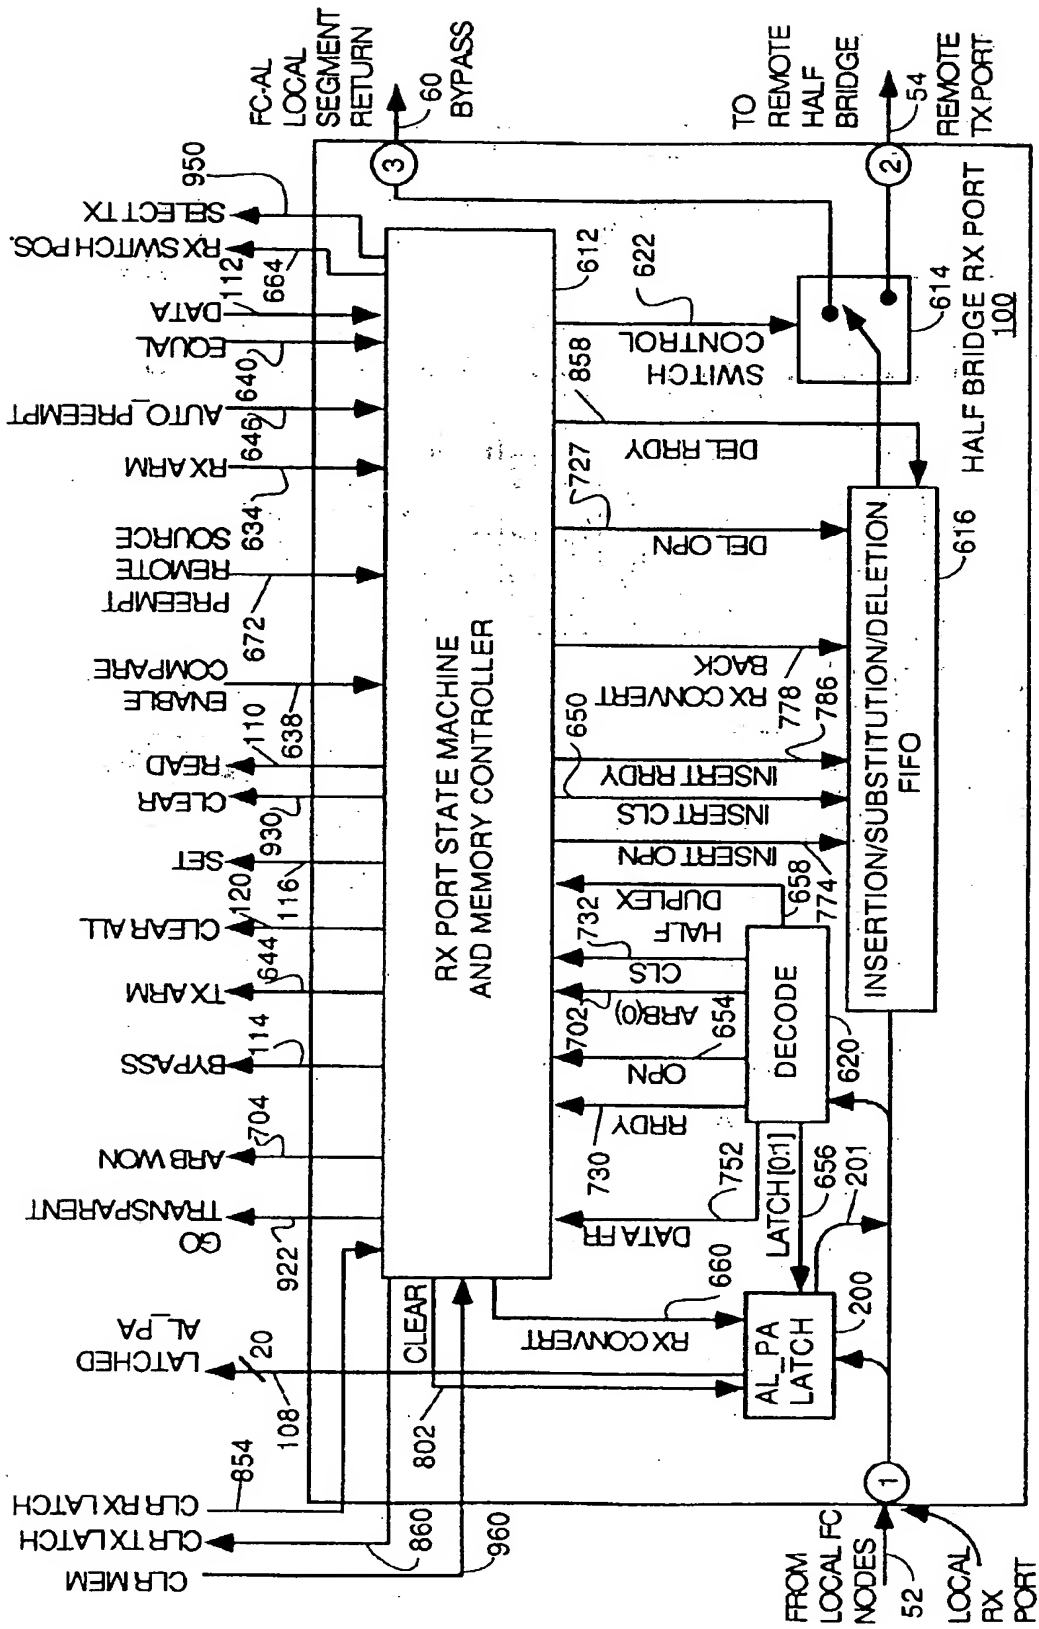 CLR MEM
960
CLR TX LATCH
860
CLR RX LATCH
854
LATCHED
AL_PA
108
20
GO
TRANSPARENT
922
ARB WON
704
BYPASS
114
TX ARM
644
CLEAR ALL
120
SET
116
CLEAR
930
READ
110
ENABLE
COMPARE
638
PREEMPT
REMOTE
SOURCE
672
RX ARM
634
AUTO_PREEMPT
646
EQUAL
640
DATA
112
RX SWITCH POS.
664
SELECT TX
950
FC-AL
LOCAL
SEGMENT
RETURN
60
BYPASS
3
RX PORT STATE MACHINE
AND MEMORY CONTROLLER
612
CLEAR
802
RX CONVERT
660
DATA FR
752
RRDY
730
OPN
654
ARB(0)
702
CLS
732
HALF
DUPLEX
658
INSERT OPN
774
INSERT CLS
650
INSERT RRDY
786
RX CONVERT
BACK
778
DEL OPN
727
DEL RRDY
858
SWITCH
CONTROL
622
LATCH[0:1]
656
AL_PA
LATCH
200
201
DECODE
620
INSERTION/SUBSTITUTION/DELETION
FIFO
616
614
HALF BRIDGE RX PORT
100
TO
REMOTE
HALF
BRIDGE
2
54
REMOTE
TX PORT
FROM
LOCAL FC
NODES
52
1
LOCAL
RX
PORT